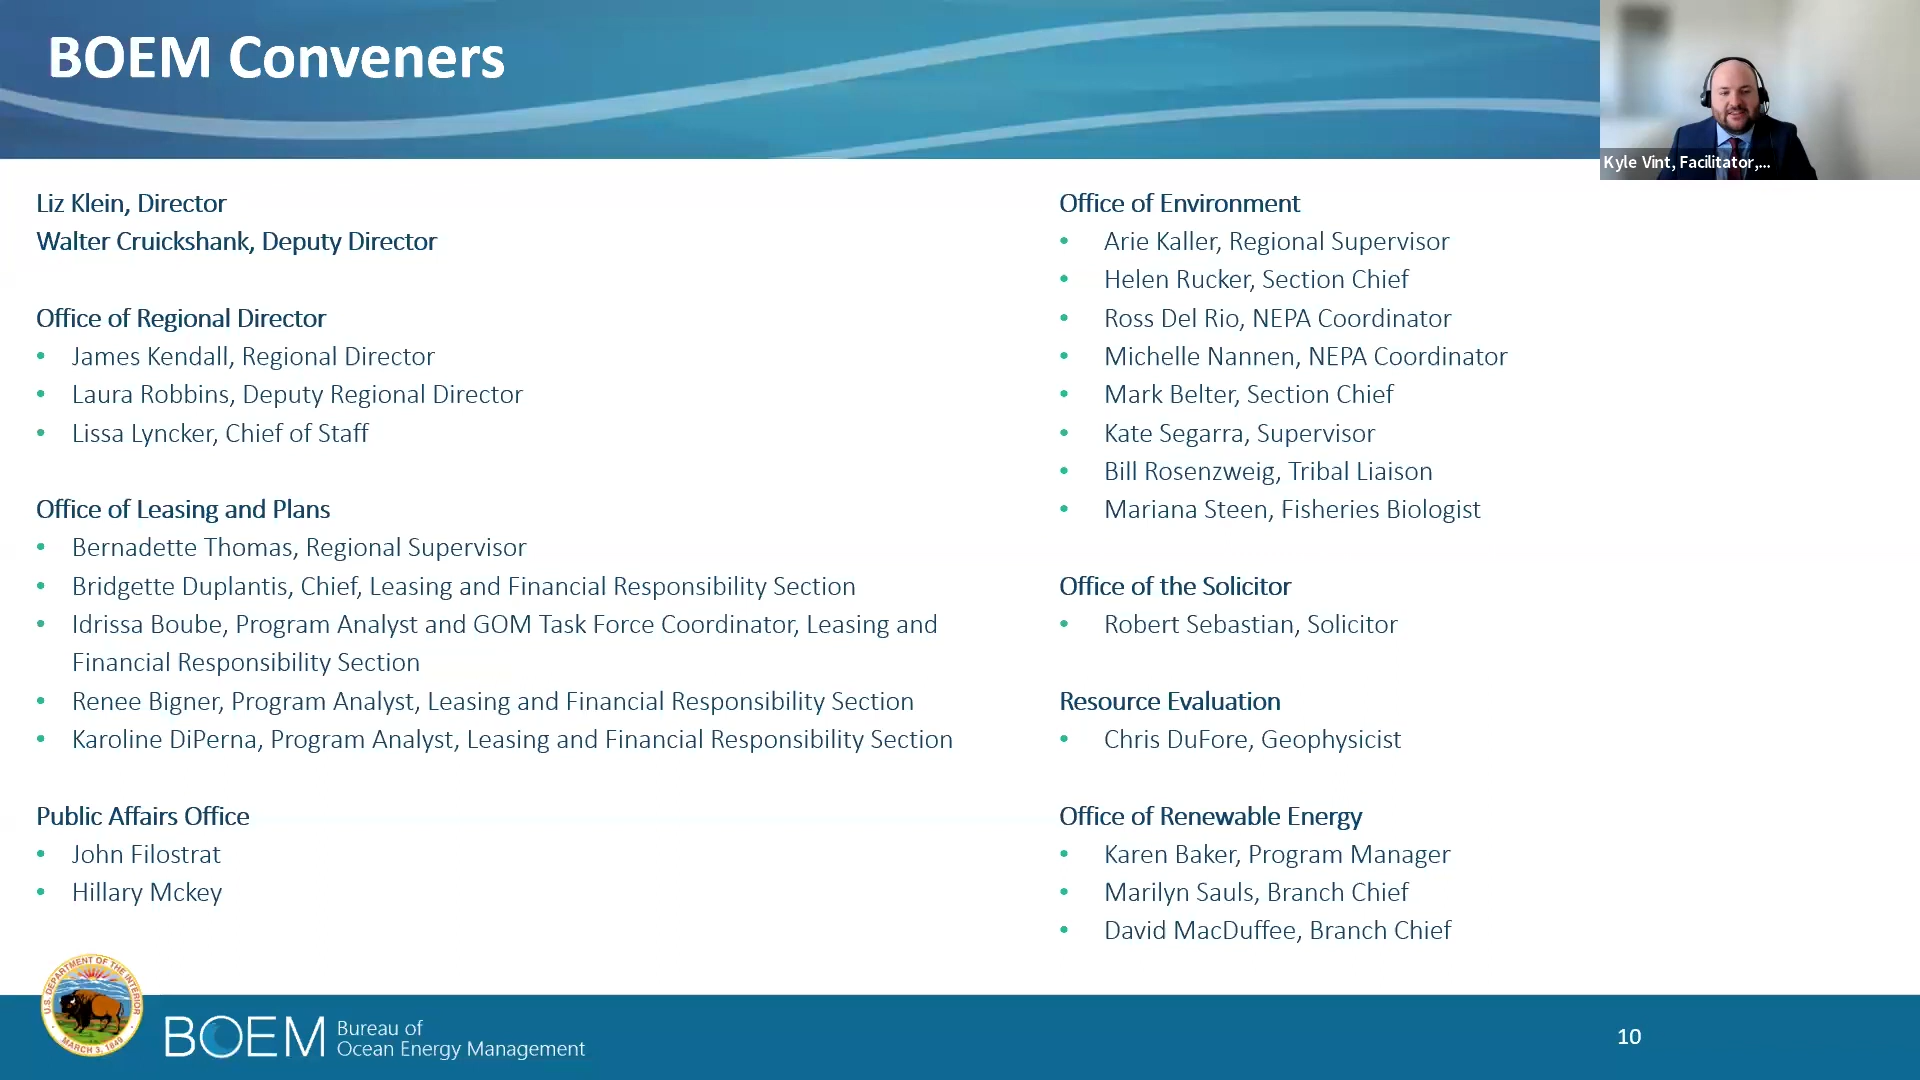 BOEM Conveners
Kyle Vint, Facilitator,...
Liz Klein, Director
Walter Cruickshank, Deputy Director
Office of Regional Director
• James Kendall, Regional Director
• Laura Robbins, Deputy Regional Director
• Lissa Lyncker, Chief of Staff
Office of Leasing and Plans
• Bernadette Thomas, Regional Supervisor
• Bridgette Duplantis, Chief, Leasing and Financial Responsibility Section
• Idrissa Boube, Program Analyst and GOM Task Force Coordinator, Leasing and
Financial Responsibility Section
• Renee Bigner, Program Analyst, Leasing and Financial Responsibility Section
• Karoline DiPerna, Program Analyst, Leasing and Financial Responsibility Section
Public Affairs Office
• John Filostrat
• Hillary Mckey
Office of Environment
• Arie Kaller, Regional Supervisor
• Helen Rucker, Section Chief
• Ross Del Rio, NEPA Coordinator
• Michelle Nannen, NEPA Coordinator
• Mark Belter, Section Chief
• Kate Segarra, Supervisor
• Bill Rosenzweig, Tribal Liaison
• Mariana Steen, Fisheries Biologist
Office of the Solicitor
• Robert Sebastian, Solicitor
Resource Evaluation
• Chris DuFore, Geophysicist
Office of Renewable Energy
• Karen Baker, Program Manager
• Marilyn Sauls, Branch Chief
• David MacDuffee, Branch Chief
U.S. DEPARTMENT OF THE INTERIOR
MARCH 3, 1849
BOEM
Bureau of
Ocean Energy Management
10